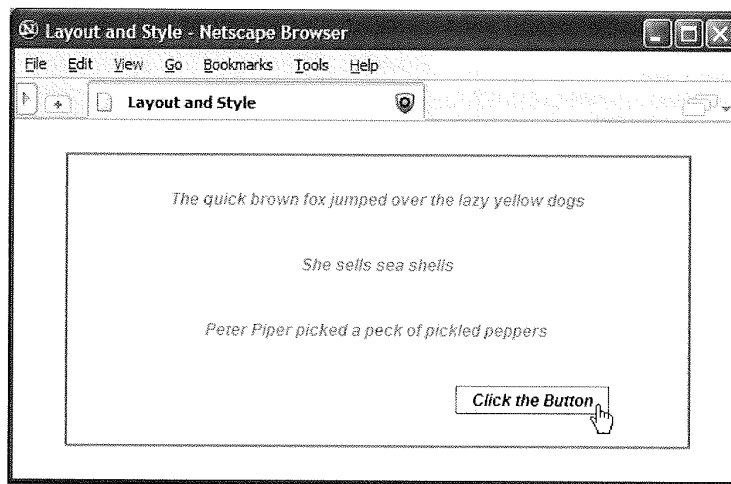 Layout and Style - Netscape Browser
File Edit View Go Bookmarks Tools Help
Layout and Style
The quick brown fox jumped over the lazy yellow dogs
She sells sea shells
Peter Piper picked a peck of pickled peppers
Click the Button